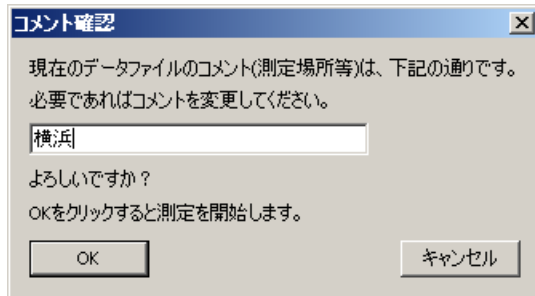 コメント確認
現在のデータファイルのコメント(測定場所等)は、下記の通りです。
必要であればコメントを変更してください。
横浜
よろしいですか？
OKをクリックすると測定を開始します。
OK
キャンセル